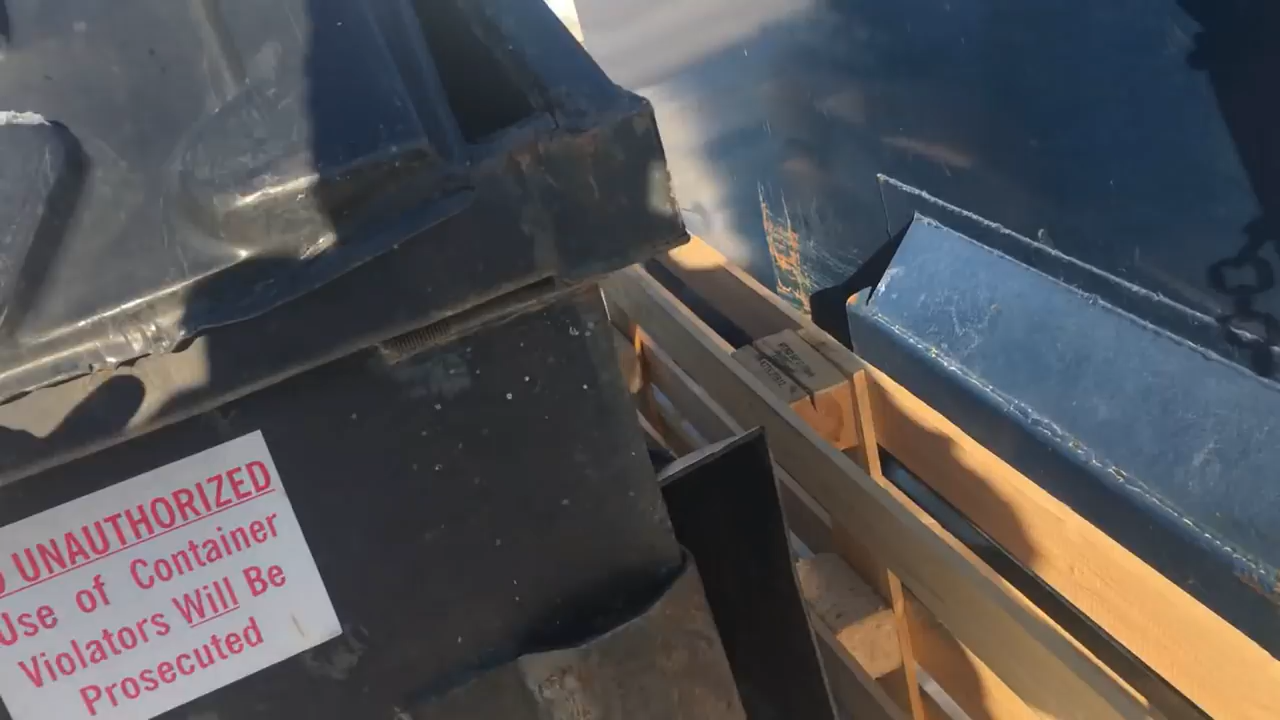 UNAUTHORIZED
Use of Container
Violators Will Be
Prosecuted